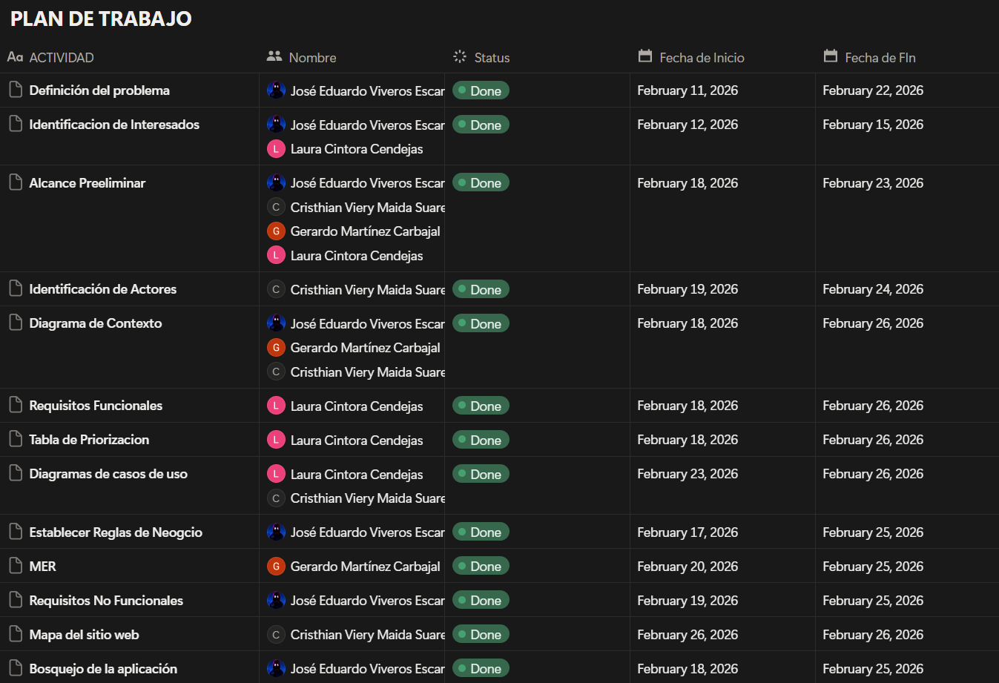 PLAN DE TRABAJO
Aa ACTIVIDAD Nombre Status Fecha de Inicio Fecha de FIn
Definición del problema José Eduardo Viveros Escar Done February 11, 2026 February 22, 2026
Identificacion de Interesados José Eduardo Viveros Escar Done February 12, 2026 February 15, 2026
L Laura Cintora Cendejas
Alcance Preeliminar José Eduardo Viveros Escar Done February 18, 2026 February 23, 2026
C Cristhian Viery Maida Suare
G Gerardo Martínez Carbajal
L Laura Cintora Cendejas
Identificación de Actores C Cristhian Viery Maida Suare Done February 19, 2026 February 24, 2026
Diagrama de Contexto José Eduardo Viveros Escar Done February 18, 2026 February 26, 2026
G Gerardo Martínez Carbajal
C Cristhian Viery Maida Suare
Requisitos Funcionales L Laura Cintora Cendejas Done February 18, 2026 February 26, 2026
Tabla de Priorizacion L Laura Cintora Cendejas Done February 18, 2026 February 26, 2026
Diagramas de casos de uso L Laura Cintora Cendejas Done February 23, 2026 February 26, 2026
C Cristhian Viery Maida Suare
Establecer Reglas de Neogcio José Eduardo Viveros Escar Done February 17, 2026 February 25, 2026
MER G Gerardo Martínez Carbajal Done February 20, 2026 February 25, 2026
Requisitos No Funcionales José Eduardo Viveros Escar Done February 19, 2026 February 25, 2026
Mapa del sitio web C Cristhian Viery Maida Suare Done February 26, 2026 February 26, 2026
Bosquejo de la aplicación José Eduardo Viveros Escar Done February 18, 2026 February 25, 2026